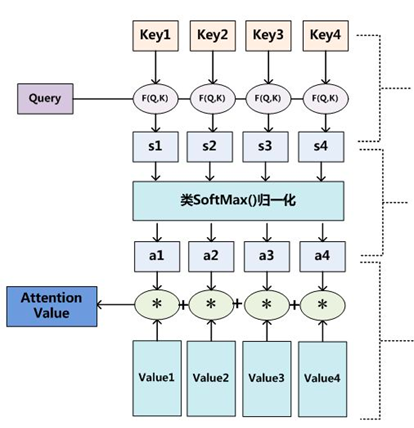 Key1 Key2 Key3 Key4
Query F(Q,K) F(Q,K) F(Q,K) F(Q,K)
s1 s2 s3 s4
类SoftMax()归一化
a1 a2 a3 a4
Attention
Value
* + * + * + *
Value1 Value2 Value3 Value4